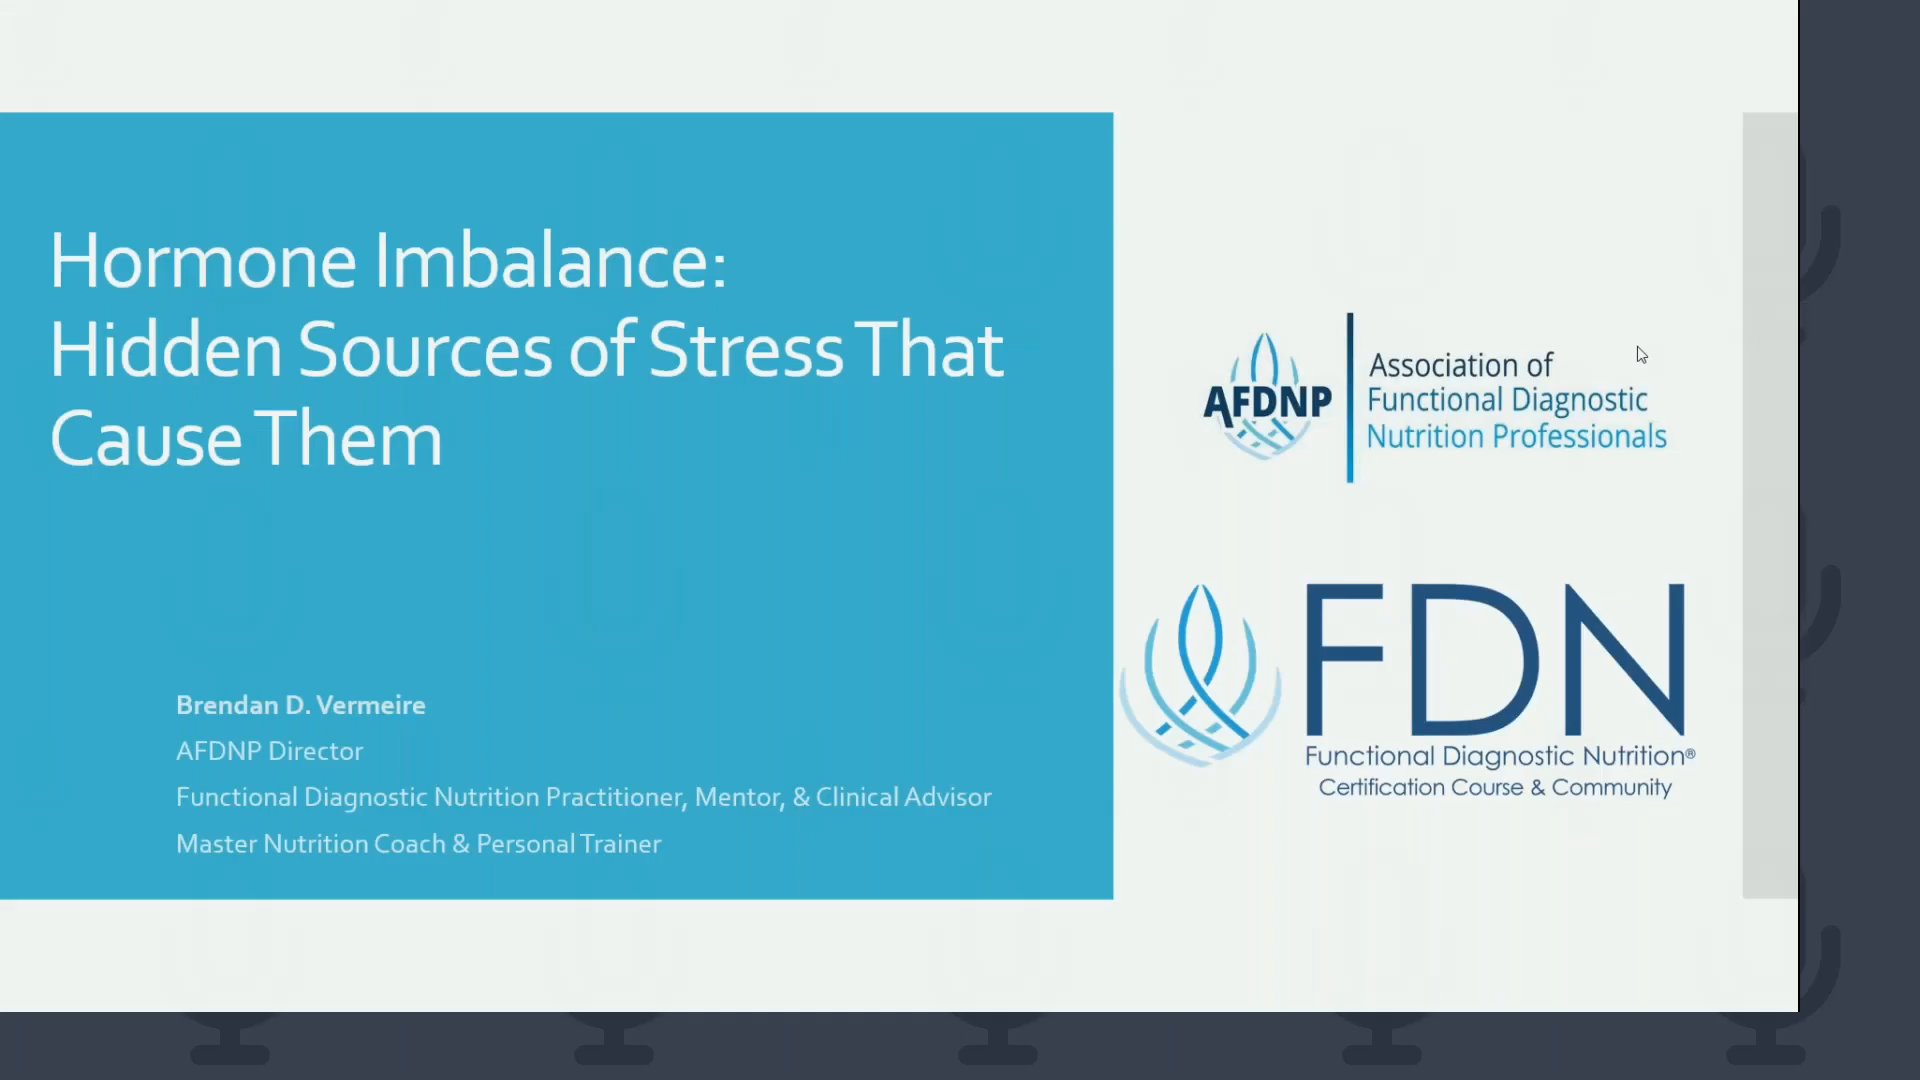 Hormone Imbalance:
Hidden Sources of Stress That
Cause Them
Brendan D. Vermeire
AFDNP Director
Functional Diagnostic Nutrition Practitioner, Mentor, & Clinical Advisor
Master Nutrition Coach & Personal Trainer
AFDNP
Association of
Functional Diagnostic
Nutrition Professionals
FDN
Functional Diagnostic Nutrition®
Certification Course & Community